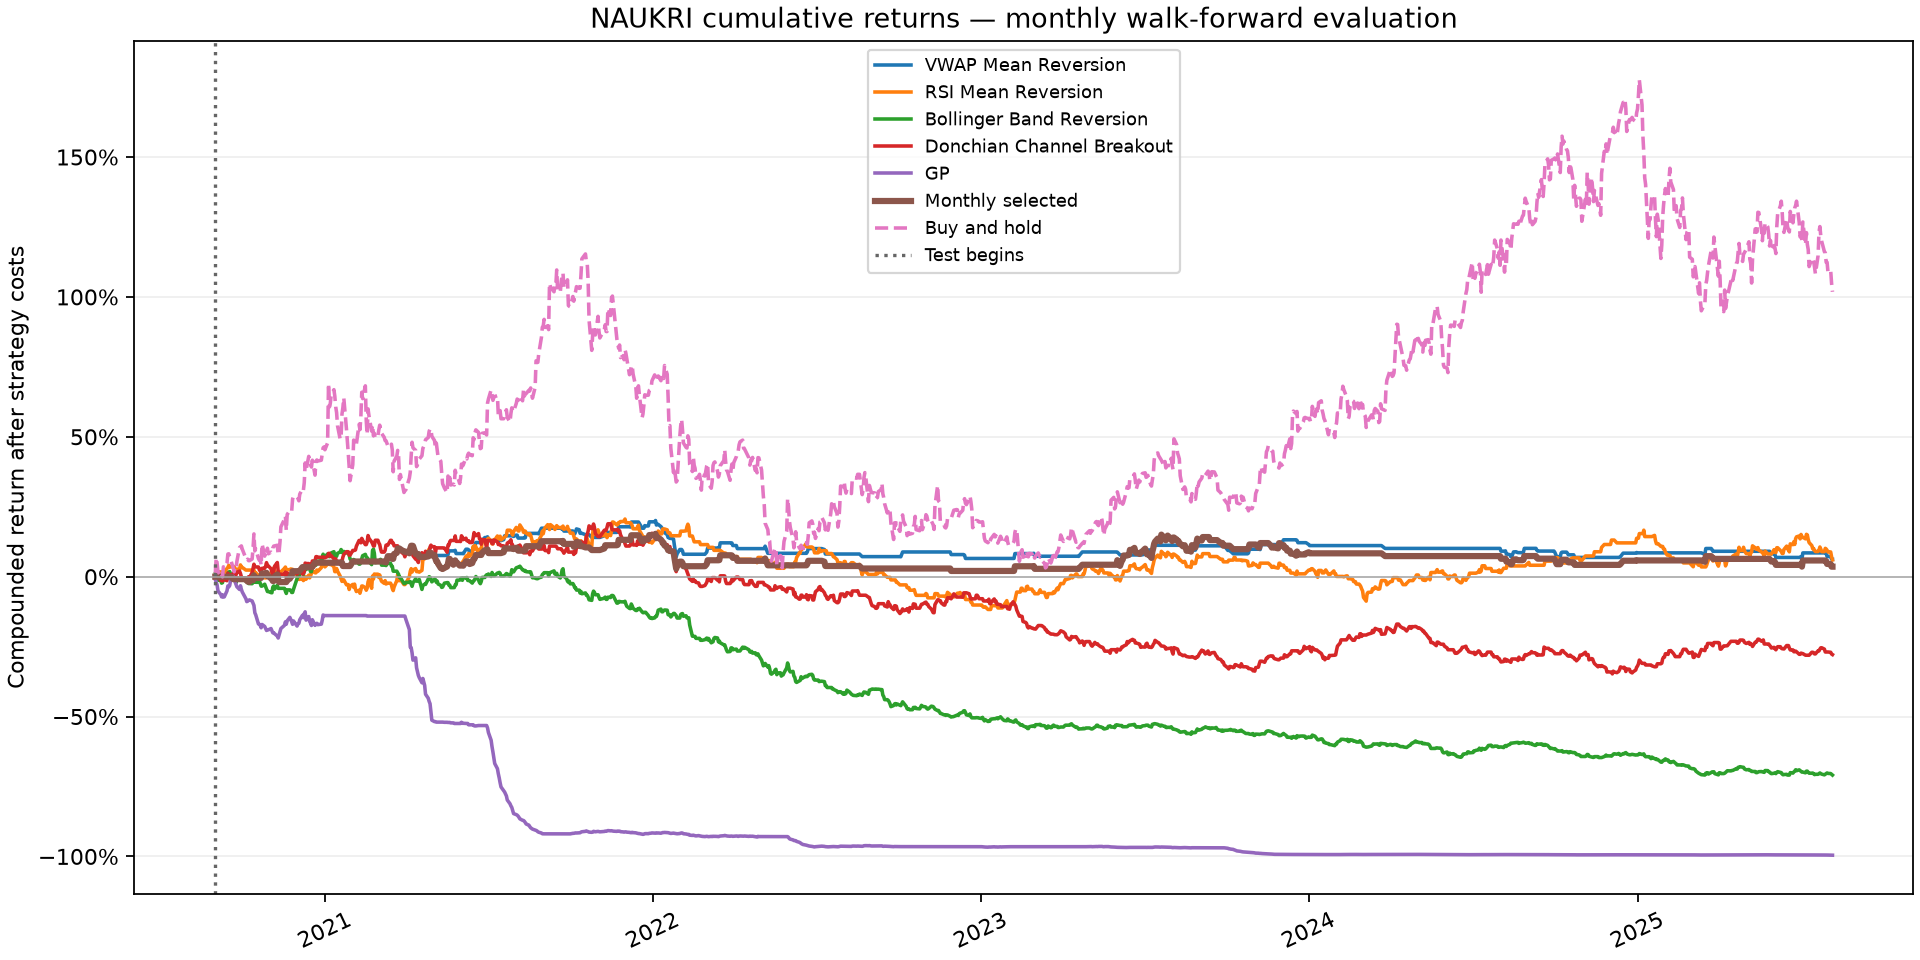 NAUKRI cumulative returns — monthly walk-forward evaluation
Compounded return after strategy costs
150%
100%
50%
0%
−50%
−100%
VWAP Mean Reversion
RSI Mean Reversion
Bollinger Band Reversion
Donchian Channel Breakout
GP
Monthly selected
Buy and hold
Test begins
2021
2022
2023
2024
2025